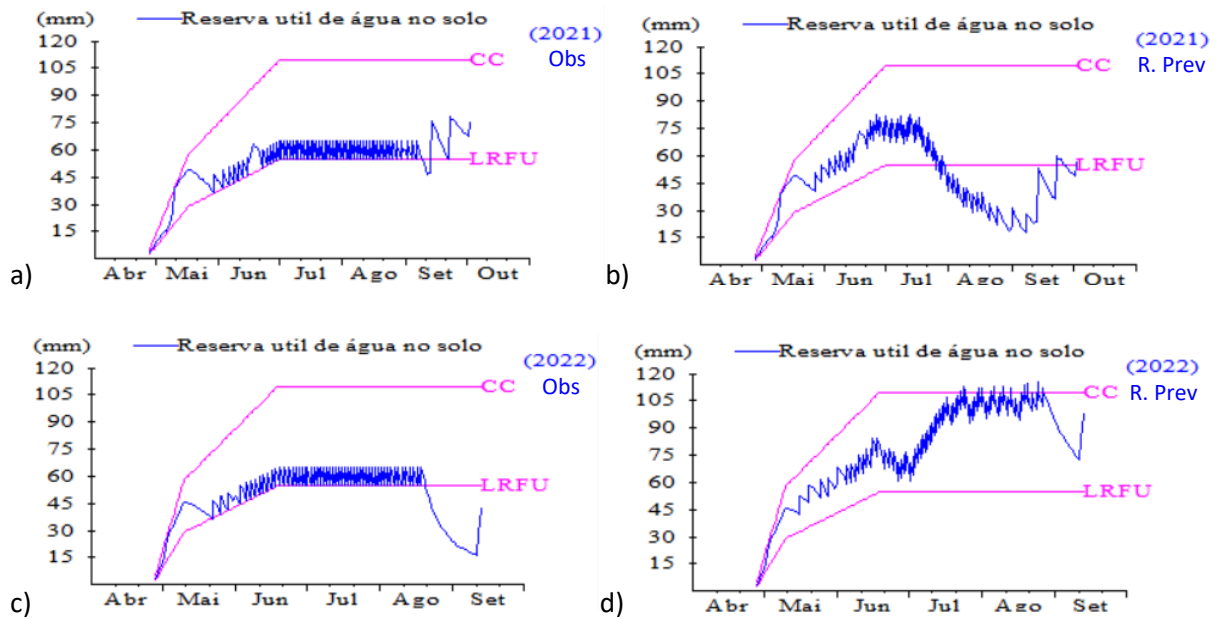 (mm) Reserva util de água no solo
(2021)
Obs
120
105
90
75
60
45
30
15
CC
LRFU
Abr Mai Jun Jul Ago Set Out
a)
(mm) Reserva util de água no solo
(2021)
R. Prev
120
105
90
75
60
45
30
15
CC
LRFU
Abr Mai Jun Jul Ago Set Out
b)
(mm) Reserva util de água no solo
(2022)
Obs
120
105
90
75
60
45
30
15
CC
LRFU
Abr Mai Jun Jul Ago Set
c)
(mm) Reserva util de água no solo
(2022)
R. Prev
120
105
90
75
60
45
30
15
CC
LRFU
Abr Mai Jun Jul Ago Set
d)